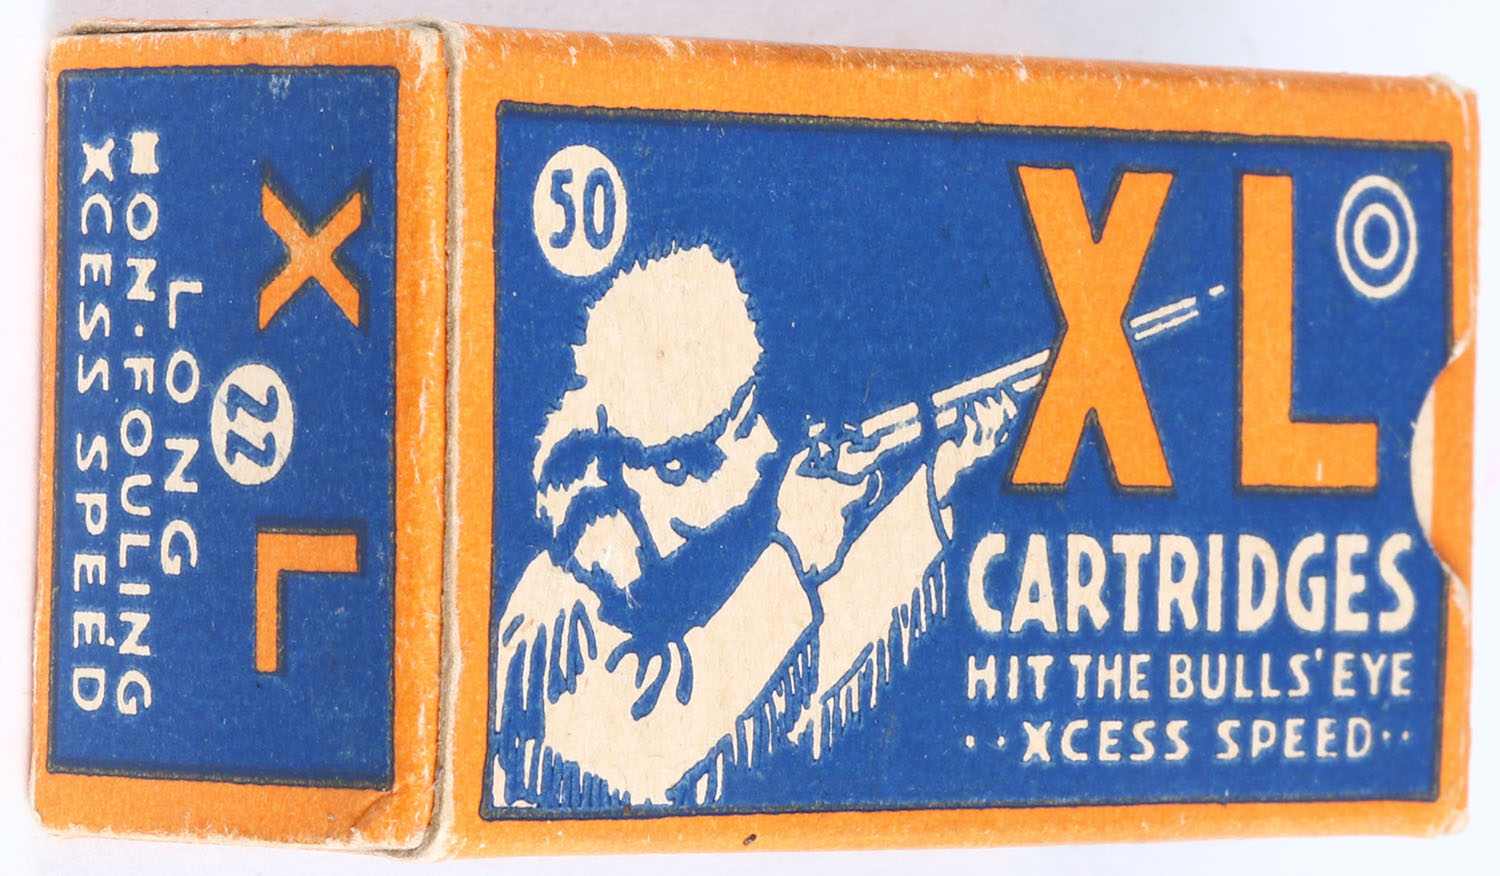 50
XL
CARTRIDGES
HIT THE BULLS' EYE
··XCESS SPEED··
X 22 L
LONG
NON·FOULING
XCESS SPEED